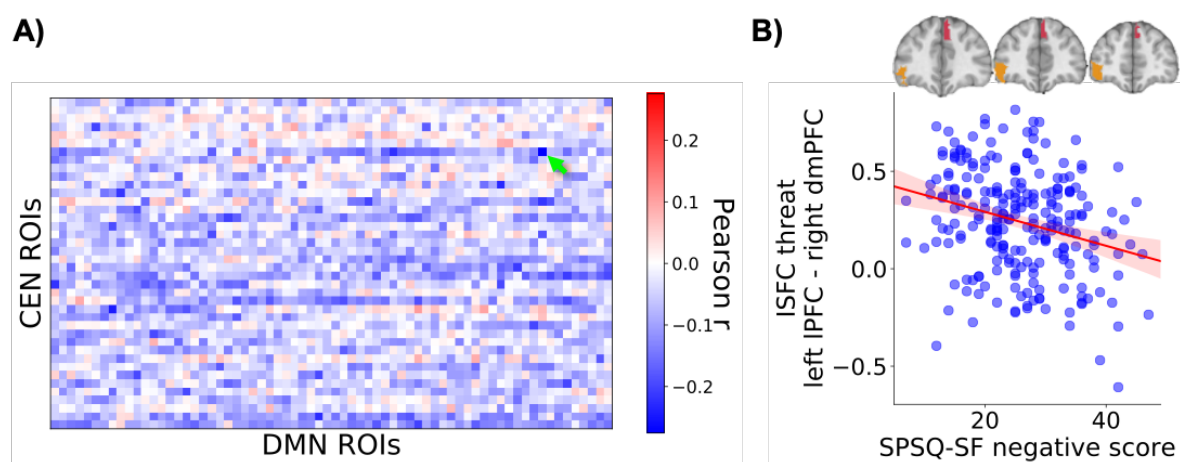 A)
CEN ROIs
DMN ROIs
0.2
0.1
0.0
−0.1
−0.2
Pearson r
B)
ISFC threat
left lPFC - right dmPFC
0.5
0.0
−0.5
20
40
SPSQ-SF negative score